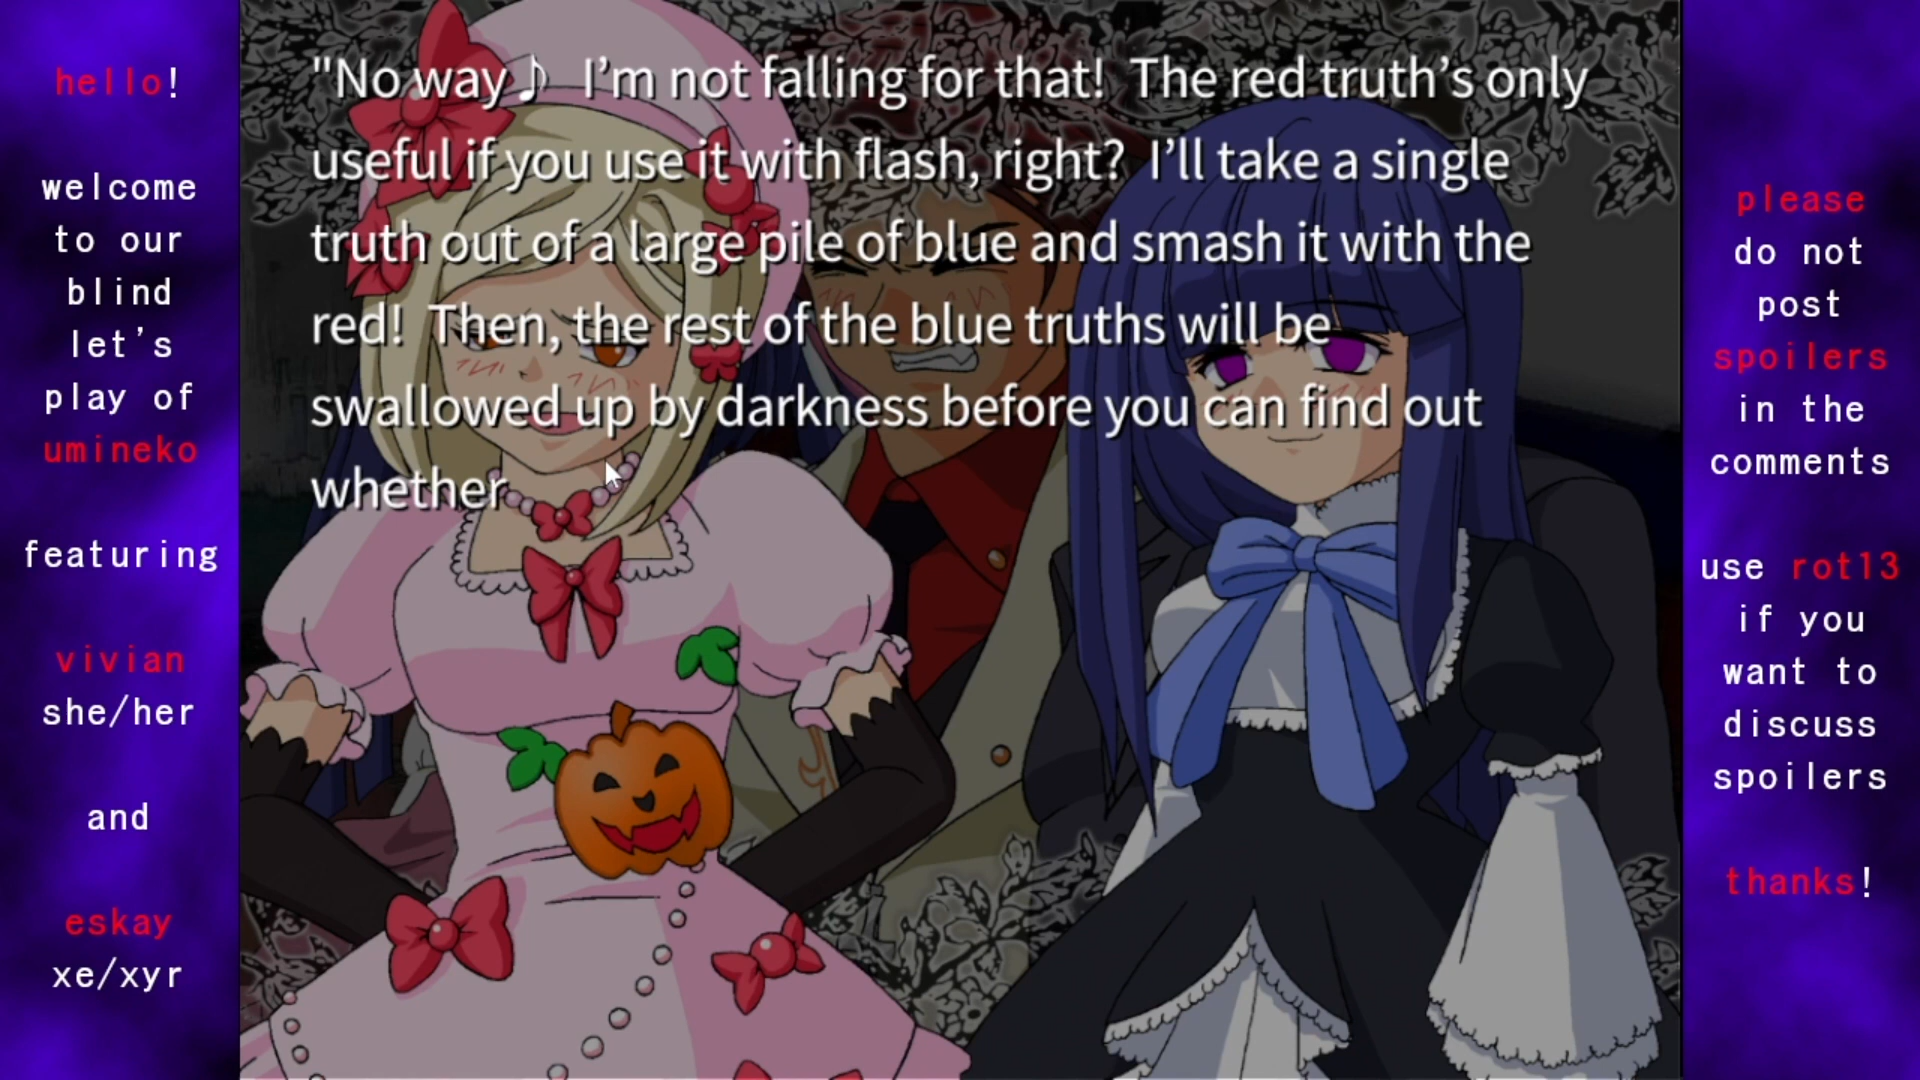 hello!
welcome
to our
blind
let's
play of
umineko
featuring
vivian
she/her
and
eskay
xe/xyr
"No way♪  I'm not falling for that!  The red truth's only
useful if you use it with flash, right?  I'll take a single
truth out of a large pile of blue and smash it with the
red!  Then, the rest of the blue truths will be
swallowed up by darkness before you can find out
whether
please
do not
post
spoilers
in the
comments
use rot13
if you
want to
discuss
spoilers
thanks!